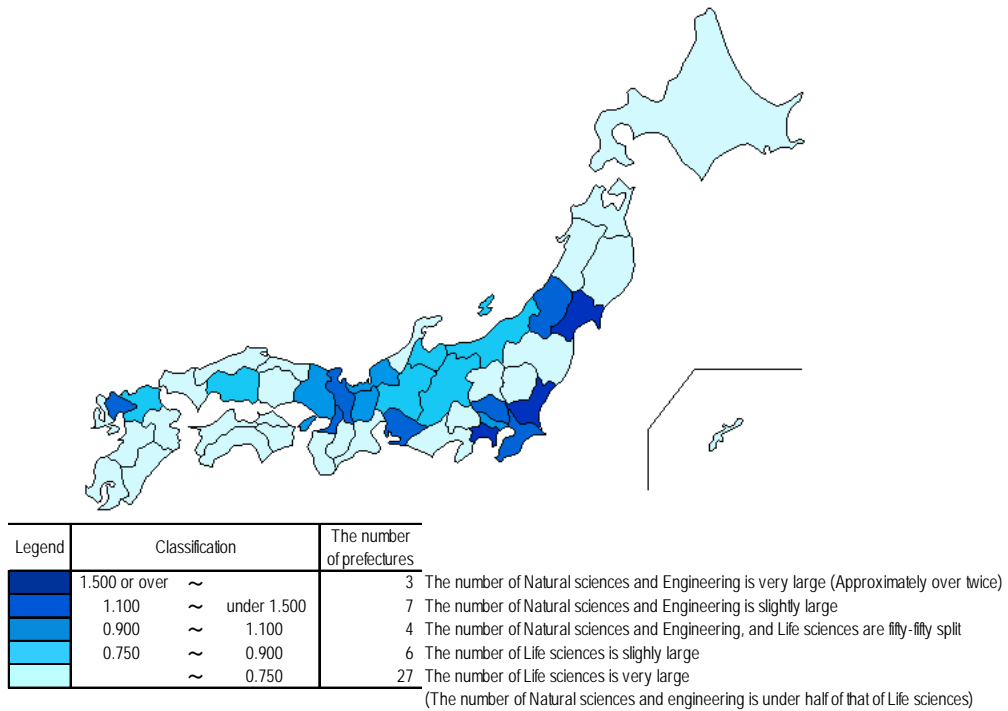 Legend Classification The number of prefectures
1.500 or over ~ 3 The number of Natural sciences and Engineering is very large (Approximately over twice)
1.100 ~ under 1.500 7 The number of Natural sciences and Engineering is slightly large
0.900 ~ 1.100 4 The number of Natural sciences and Engineering, and Life sciences are fifty-fifty split
0.750 ~ 0.900 6 The number of Life sciences is slighly large
~ 0.750 27 The number of Life sciences is very large
(The number of Natural sciences and engineering is under half of that of Life sciences)